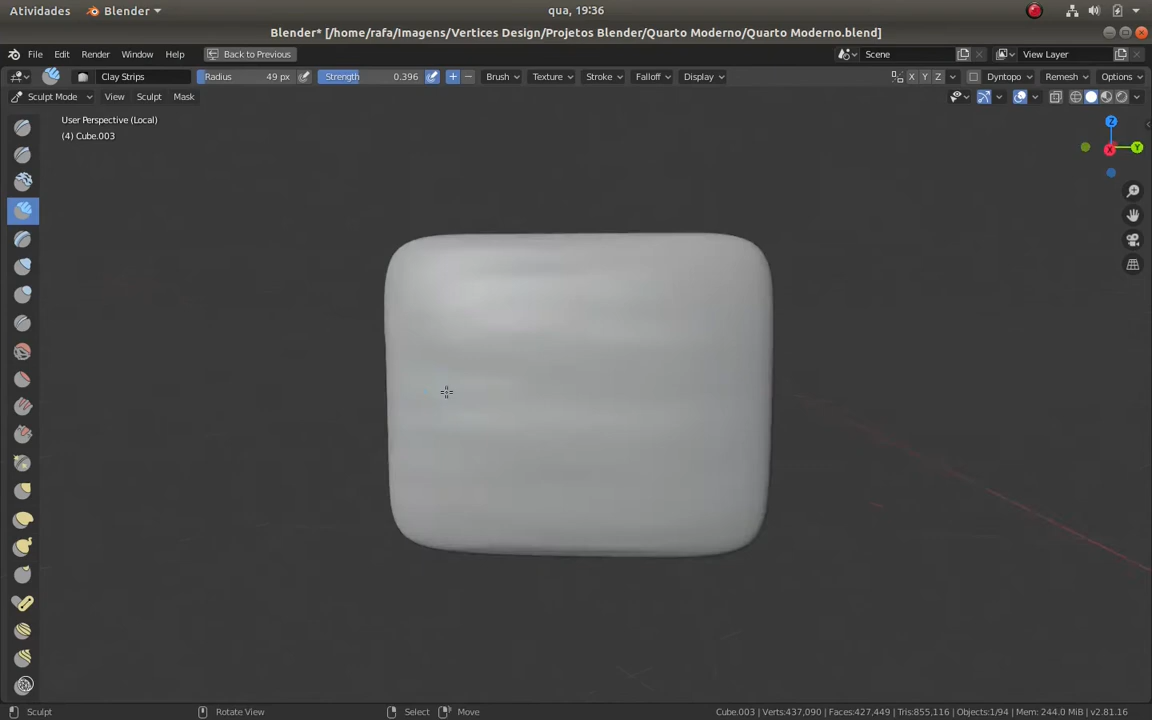 Atividades Blender qua, 19:36
Blender* [/home/rafa/Imagens/Vertices Design/Projetos Blender/Quarto Moderno/Quarto Moderno.blend]
File Edit Render Window Help Back to Previous Scene View Layer
Clay Strips Radius 49 px Strength 0.396 Brush Texture Stroke Falloff Display X Y Z Dyntopo Remesh Options
Sculpt Mode View Sculpt Mask
User Perspective (Local)
(4) Cube.003
Z
X Y
Sculpt Rotate View Select Move Cube.003 | Verts:437,090 | Faces:427,449 | Tris:855,116 | Objects:1/94 | Mem: 244.0 MiB | v2.81.16